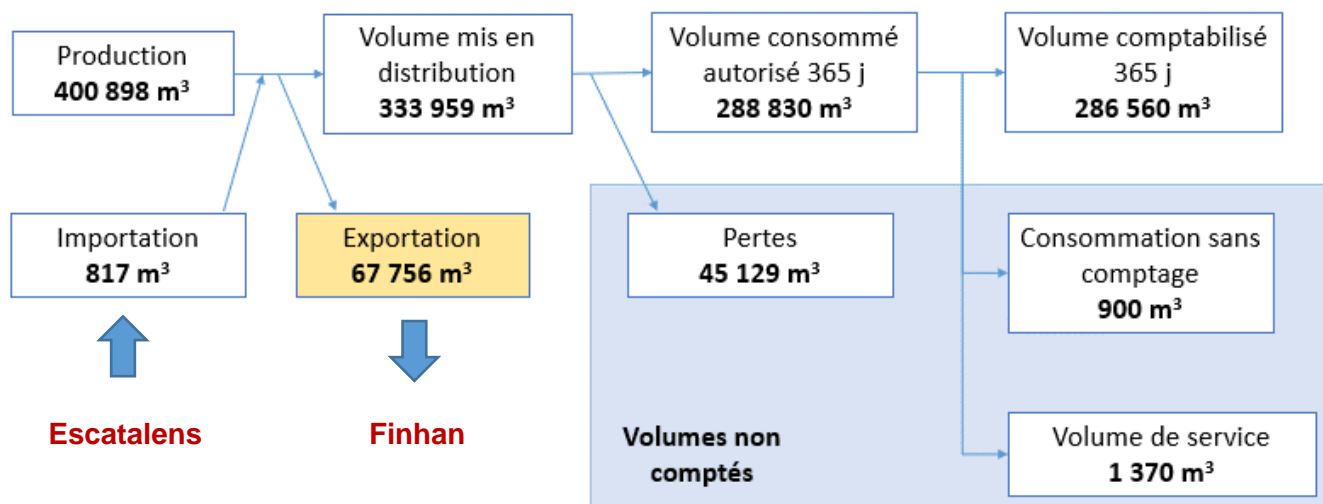 Production
400 898 m³
Volume mis en
distribution
333 959 m³
Volume consommé
autorisé 365 j
288 830 m³
Volume comptabilisé
365 j
286 560 m³
Importation
817 m³
Exportation
67 756 m³
Pertes
45 129 m³
Consommation sans
comptage
900 m³
Escatalens
Finhan
Volumes non
comptés
Volume de service
1 370 m³